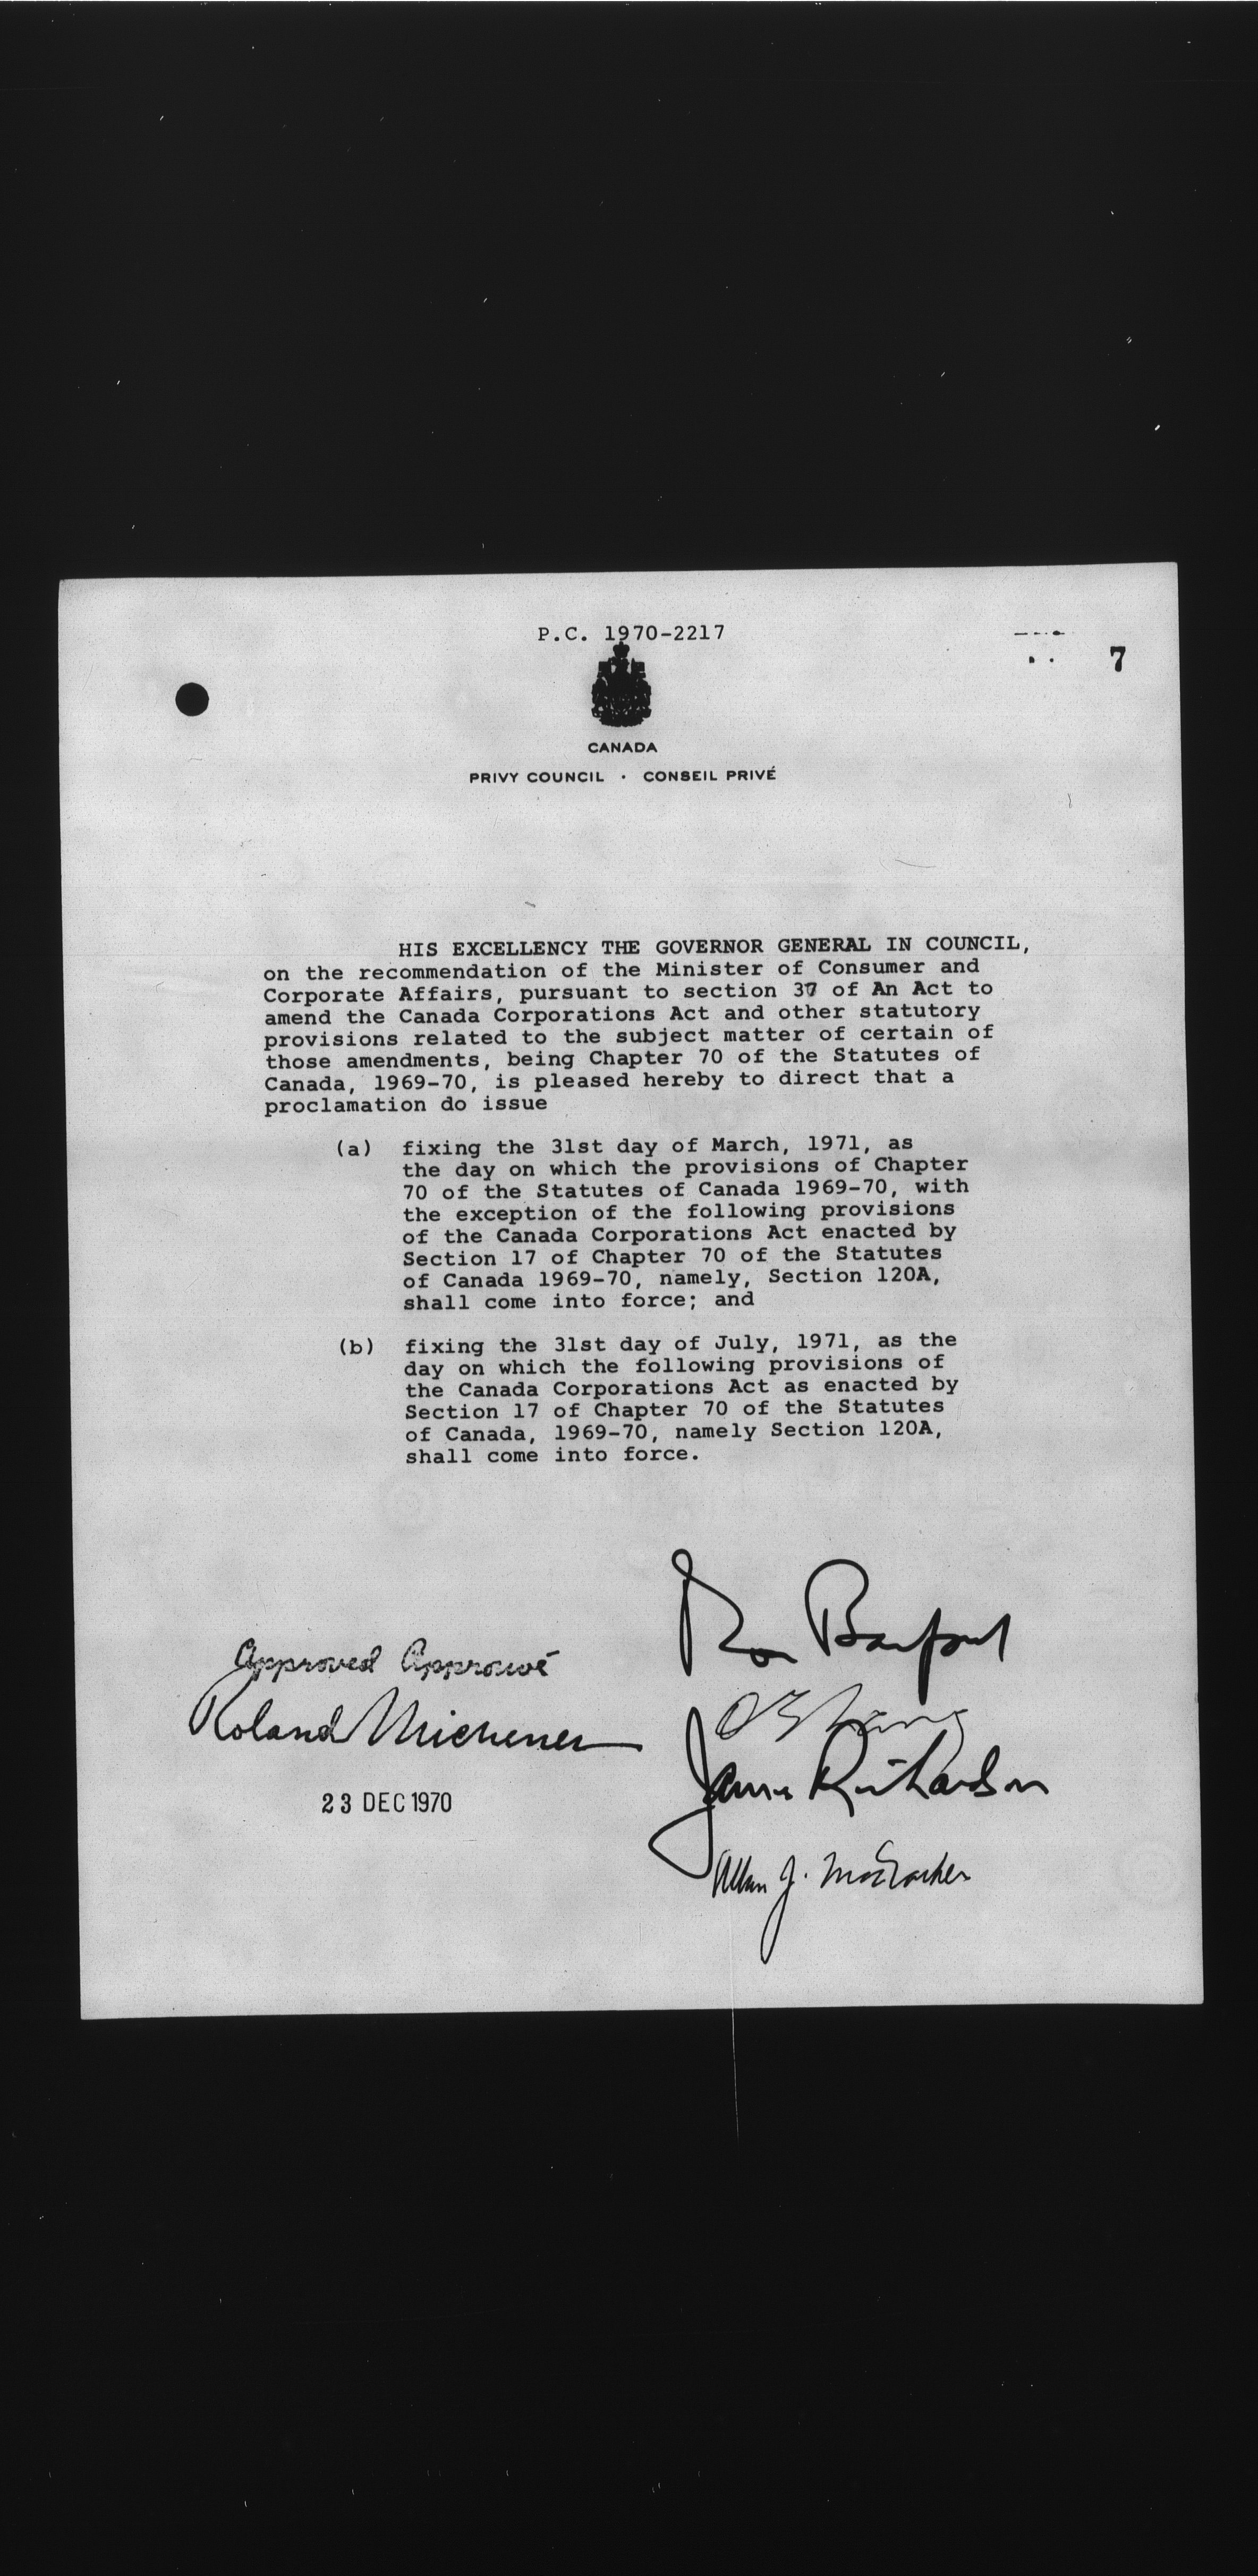 P.C. 1970-2217
7
CANADA
PRIVY COUNCIL · CONSEIL PRIVÉ
HIS EXCELLENCY THE GOVERNOR GENERAL IN COUNCIL,
on the recommendation of the Minister of Consumer and
Corporate Affairs, pursuant to section 37 of An Act to
amend the Canada Corporations Act and other statutory
provisions related to the subject matter of certain of
those amendments, being Chapter 70 of the Statutes of
Canada, 1969-70, is pleased hereby to direct that a
proclamation do issue
(a) fixing the 31st day of March, 1971, as
the day on which the provisions of Chapter
70 of the Statutes of Canada 1969-70, with
the exception of the following provisions
of the Canada Corporations Act enacted by
Section 17 of Chapter 70 of the Statutes
of Canada 1969-70, namely, Section 120A,
shall come into force; and
(b) fixing the 31st day of July, 1971, as the
day on which the following provisions of
the Canada Corporations Act as enacted by
Section 17 of Chapter 70 of the Statutes
of Canada, 1969-70, namely Section 120A,
shall come into force.
Approved Approuvé
Roland Michener
23 DEC 1970
Ron Basford
O E Lang
James Richardson
Allan J. MacEachen